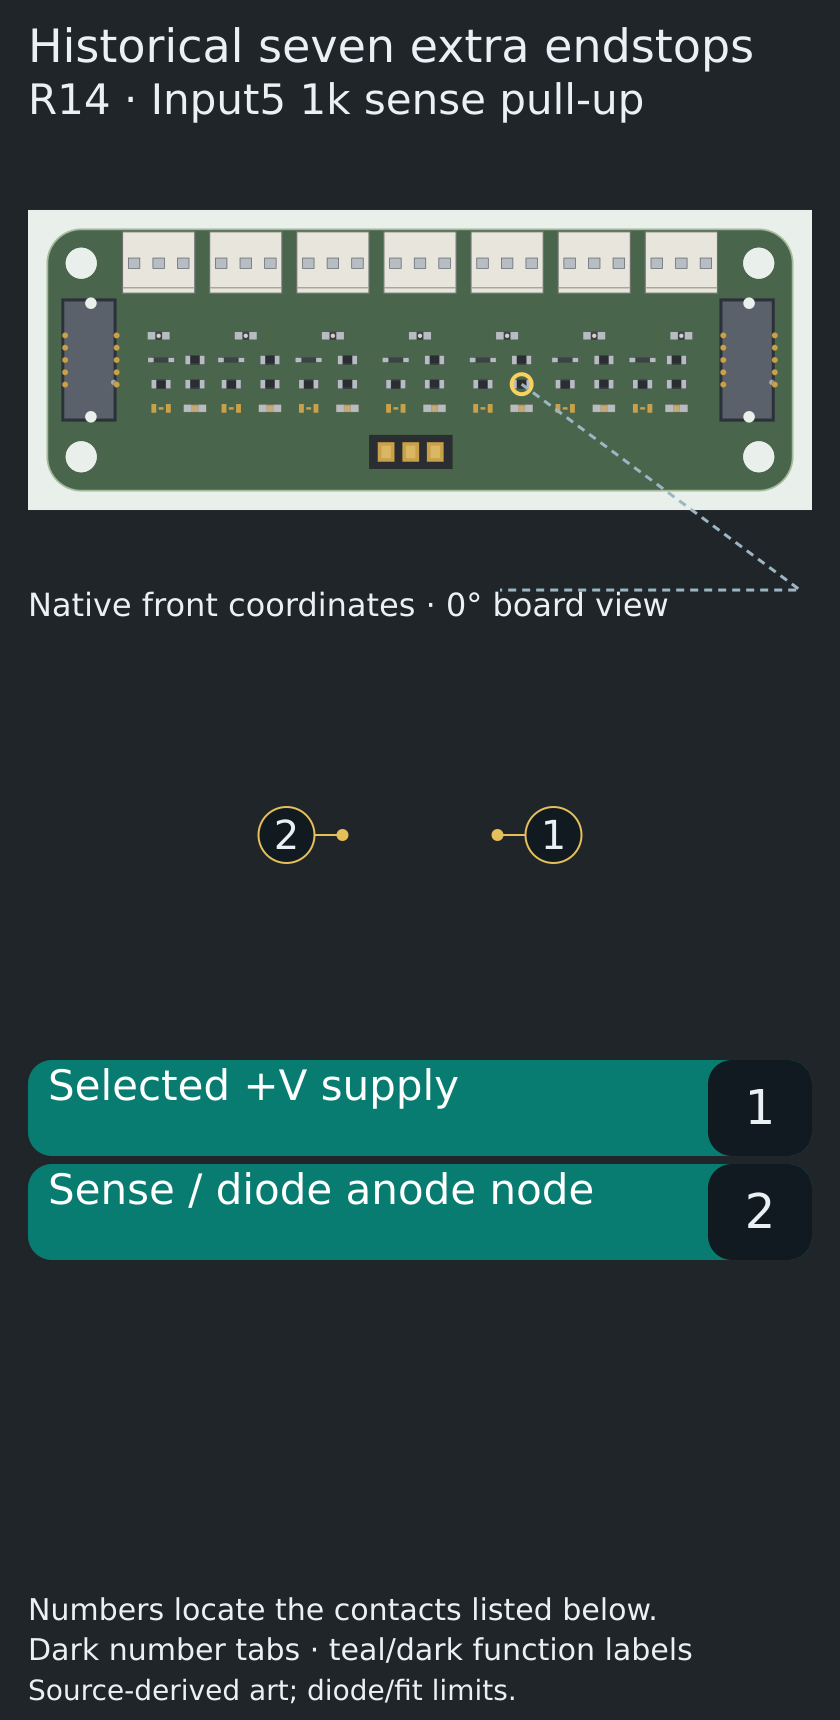 Historical seven extra endstops
R14 · Input5 1k sense pull-up
Native front coordinates · 0° board view
2 1
Selected +V supply 1
Sense / diode anode node 2
Numbers locate the contacts listed below.
Dark number tabs · teal/dark function labels
Source-derived art; diode/fit limits.